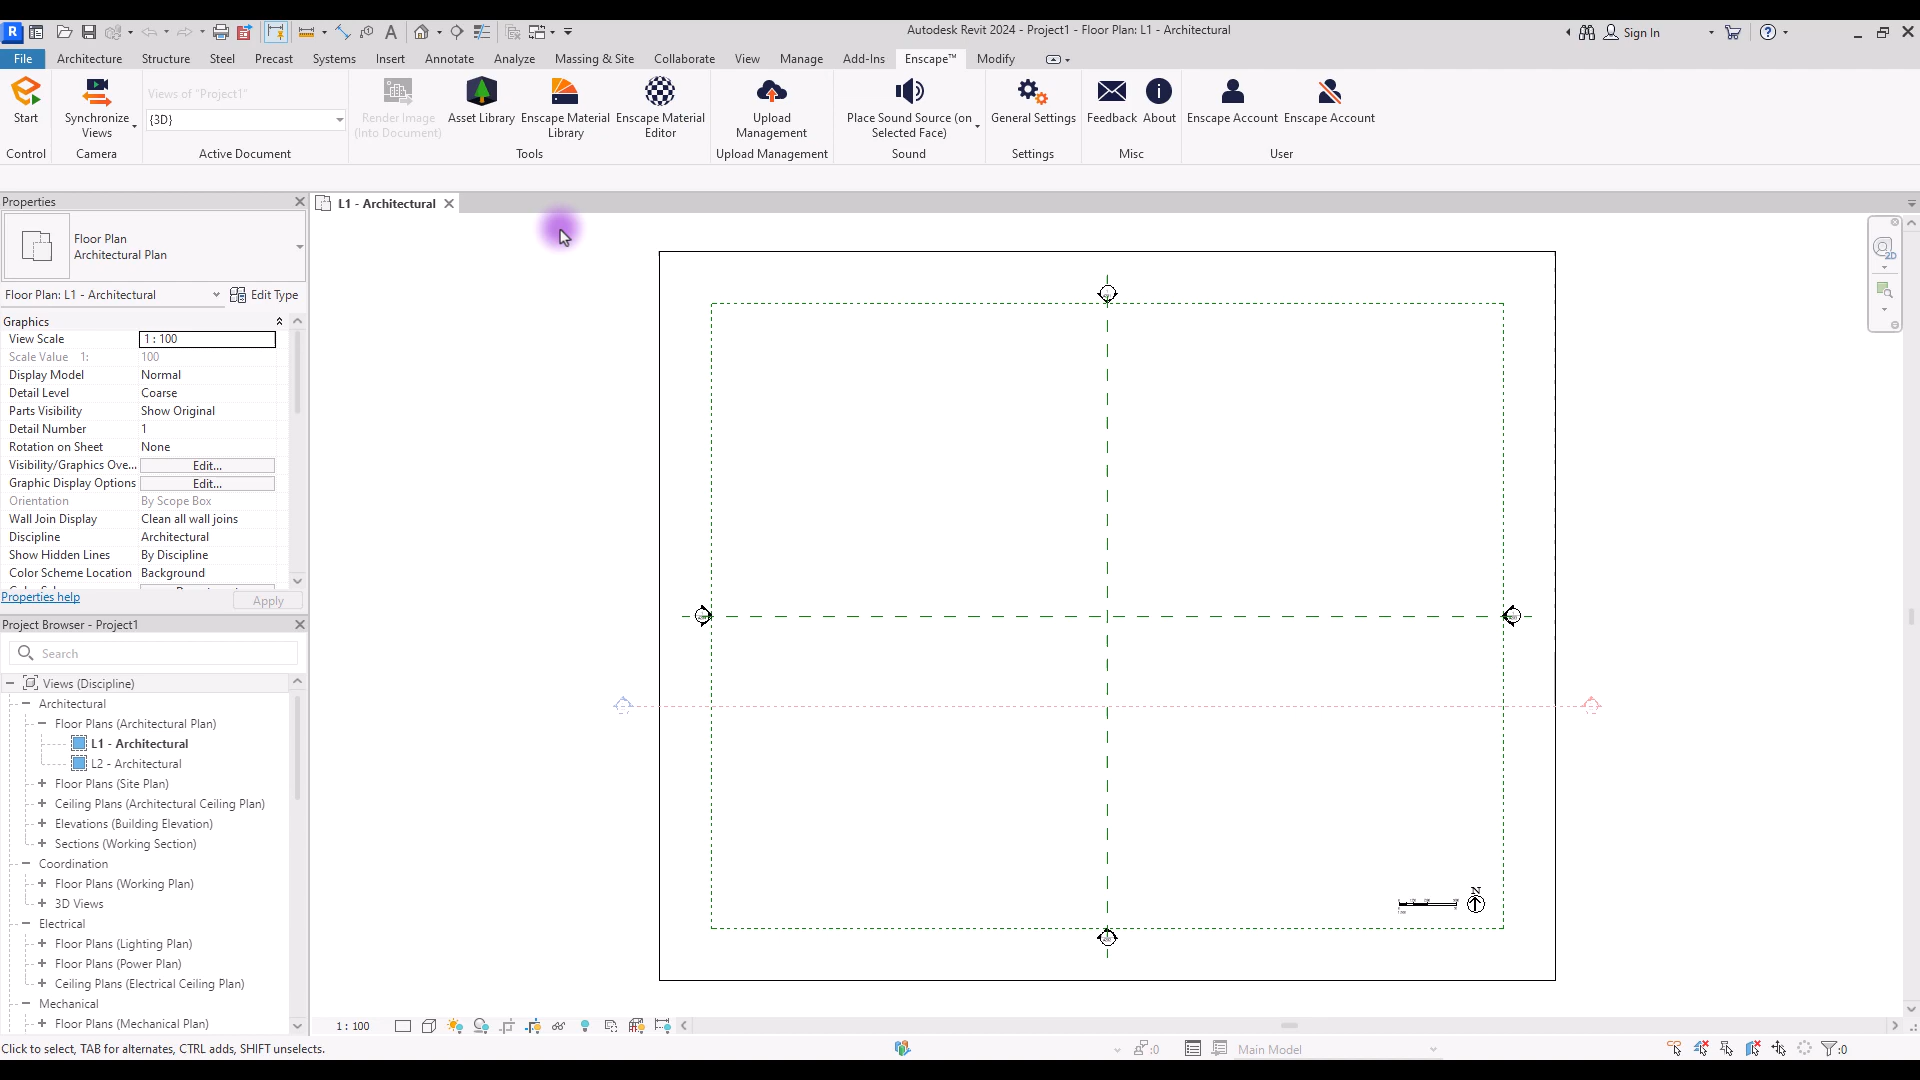 R
A
Autodesk Revit 2024 - Project1 - Floor Plan: L1 - Architectural
Sign In
File Architecture Structure Steel Precast Systems Insert Annotate Analyze Massing & Site Collaborate View Manage Add-Ins Enscape™ Modify
Start
Synchronize Views
Views of "Project1"
{3D}
Render Image (Into Document)
Asset Library
Enscape Material Library
Enscape Material Editor
Upload Management
Place Sound Source (on Selected Face)
General Settings
Feedback
About
Enscape Account
Enscape Account
Control Camera Active Document Tools Upload Management Sound Settings Misc User
Properties
L1 - Architectural
Floor Plan
Architectural Plan
Floor Plan: L1 - Architectural Edit Type
Graphics
View Scale 1 : 100
Scale Value 1: 100
Display Model Normal
Detail Level Coarse
Parts Visibility Show Original
Detail Number 1
Rotation on Sheet None
Visibility/Graphics Ove... Edit...
Graphic Display Options Edit...
Orientation By Scope Box
Wall Join Display Clean all wall joins
Discipline Architectural
Show Hidden Lines By Discipline
Color Scheme Location Background
Properties help Apply
Project Browser - Project1
Search
Views (Discipline)
Architectural
Floor Plans (Architectural Plan)
L1 - Architectural
L2 - Architectural
Floor Plans (Site Plan)
Ceiling Plans (Architectural Ceiling Plan)
Elevations (Building Elevation)
Sections (Working Section)
Coordination
Floor Plans (Working Plan)
3D Views
Electrical
Floor Plans (Lighting Plan)
Floor Plans (Power Plan)
Ceiling Plans (Electrical Ceiling Plan)
Mechanical
Floor Plans (Mechanical Plan)
2D
N
1 : 100
Click to select, TAB for alternates, CTRL adds, SHIFT unselects.
:0
Main Model
:0